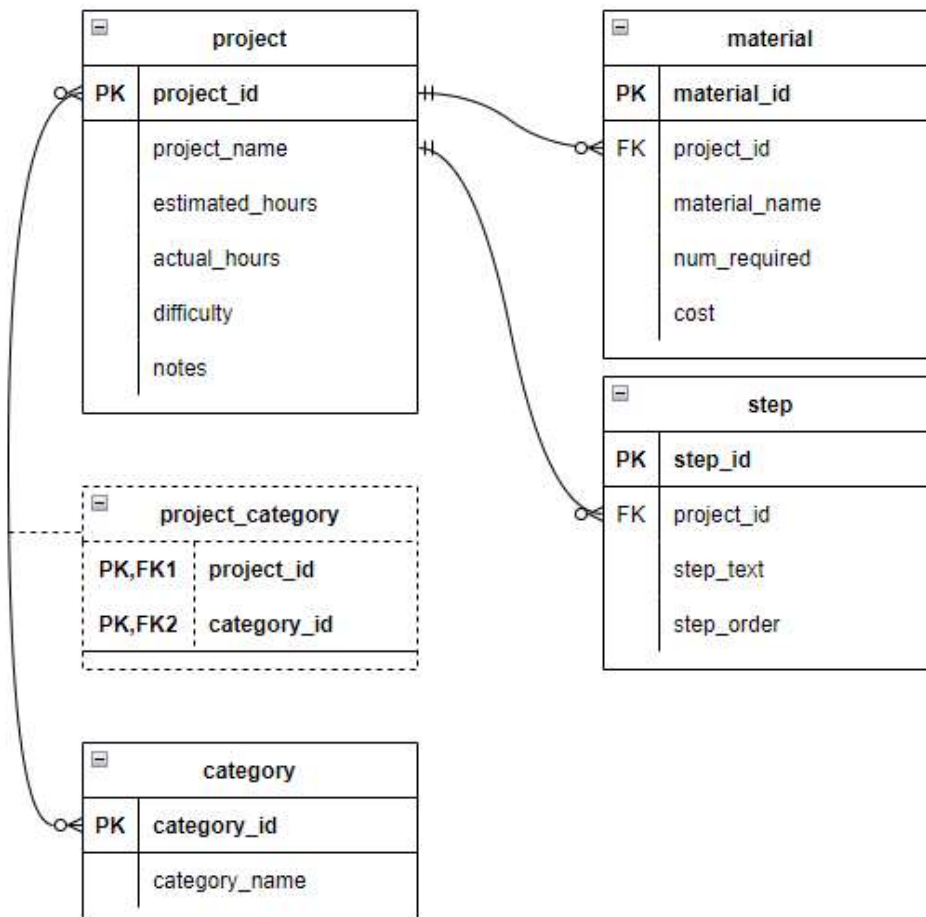 project
PK project_id
project_name
estimated_hours
actual_hours
difficulty
notes
material
PK material_id
FK project_id
material_name
num_required
cost
step
PK step_id
FK project_id
step_text
step_order
project_category
PK,FK1 project_id
PK,FK2 category_id
category
PK category_id
category_name